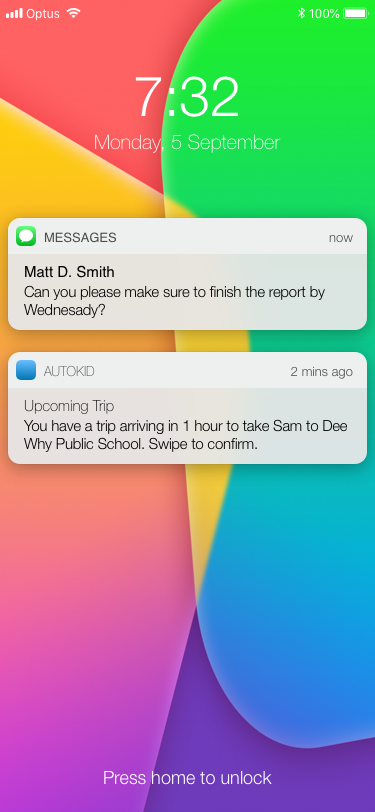 Optus 100%
7:32
Monday, 5 September
MESSAGES now
Matt D. Smith
Can you please make sure to finish the report by
Wednesady?
AUTOKID 2 mins ago
Upcoming Trip
You have a trip arriving in 1 hour to take Sam to Dee
Why Public School. Swipe to confirm.
Press home to unlock